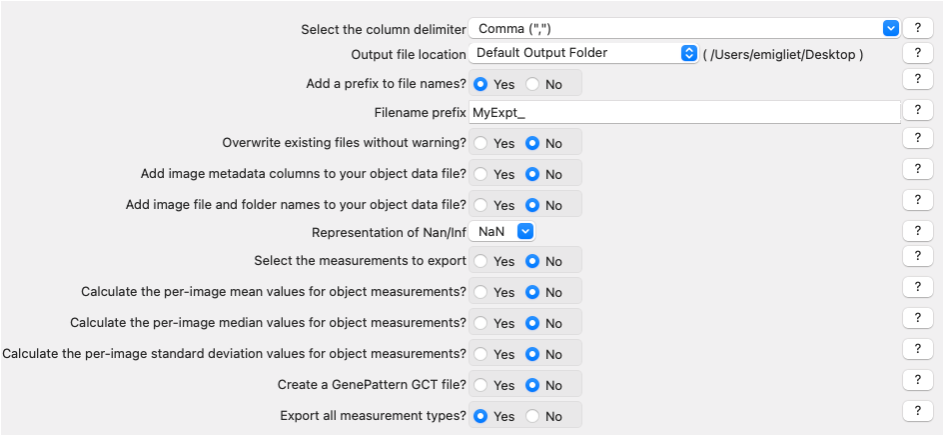 Select the column delimiter Comma (",") ?
Output file location Default Output Folder ( /Users/emigliet/Desktop ) ?
Add a prefix to file names? Yes No ?
Filename prefix MyExpt_ ?
Overwrite existing files without warning? Yes No ?
Add image metadata columns to your object data file? Yes No ?
Add image file and folder names to your object data file? Yes No ?
Representation of Nan/Inf NaN ?
Select the measurements to export Yes No ?
Calculate the per-image mean values for object measurements? Yes No ?
Calculate the per-image median values for object measurements? Yes No ?
Calculate the per-image standard deviation values for object measurements? Yes No ?
Create a GenePattern GCT file? Yes No ?
Export all measurement types? Yes No ?